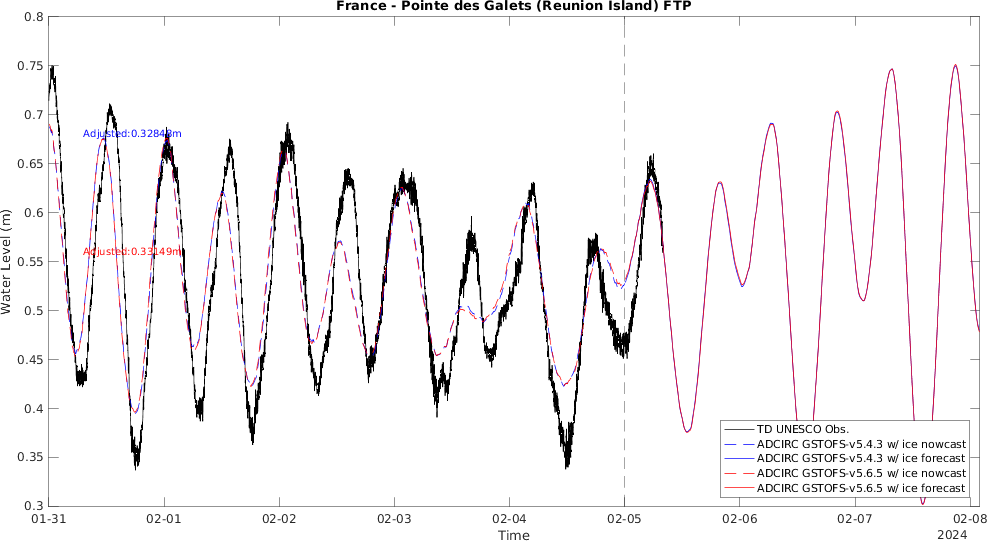 France - Pointe des Galets (Reunion Island) FTP
0.8
0.75
0.7
0.65
0.6
0.55
0.5
0.45
0.4
0.35
0.3
Water Level (m)
Adjusted:0.32843m
Adjusted:0.33149m
TD UNESCO Obs.
ADCIRC GSTOFS-v5.4.3 w/ ice nowcast
ADCIRC GSTOFS-v5.4.3 w/ ice forecast
ADCIRC GSTOFS-v5.6.5 w/ ice nowcast
ADCIRC GSTOFS-v5.6.5 w/ ice forecast
01-31 02-01 02-02 02-03 02-04 02-05 02-06 02-07 02-08
Time
2024